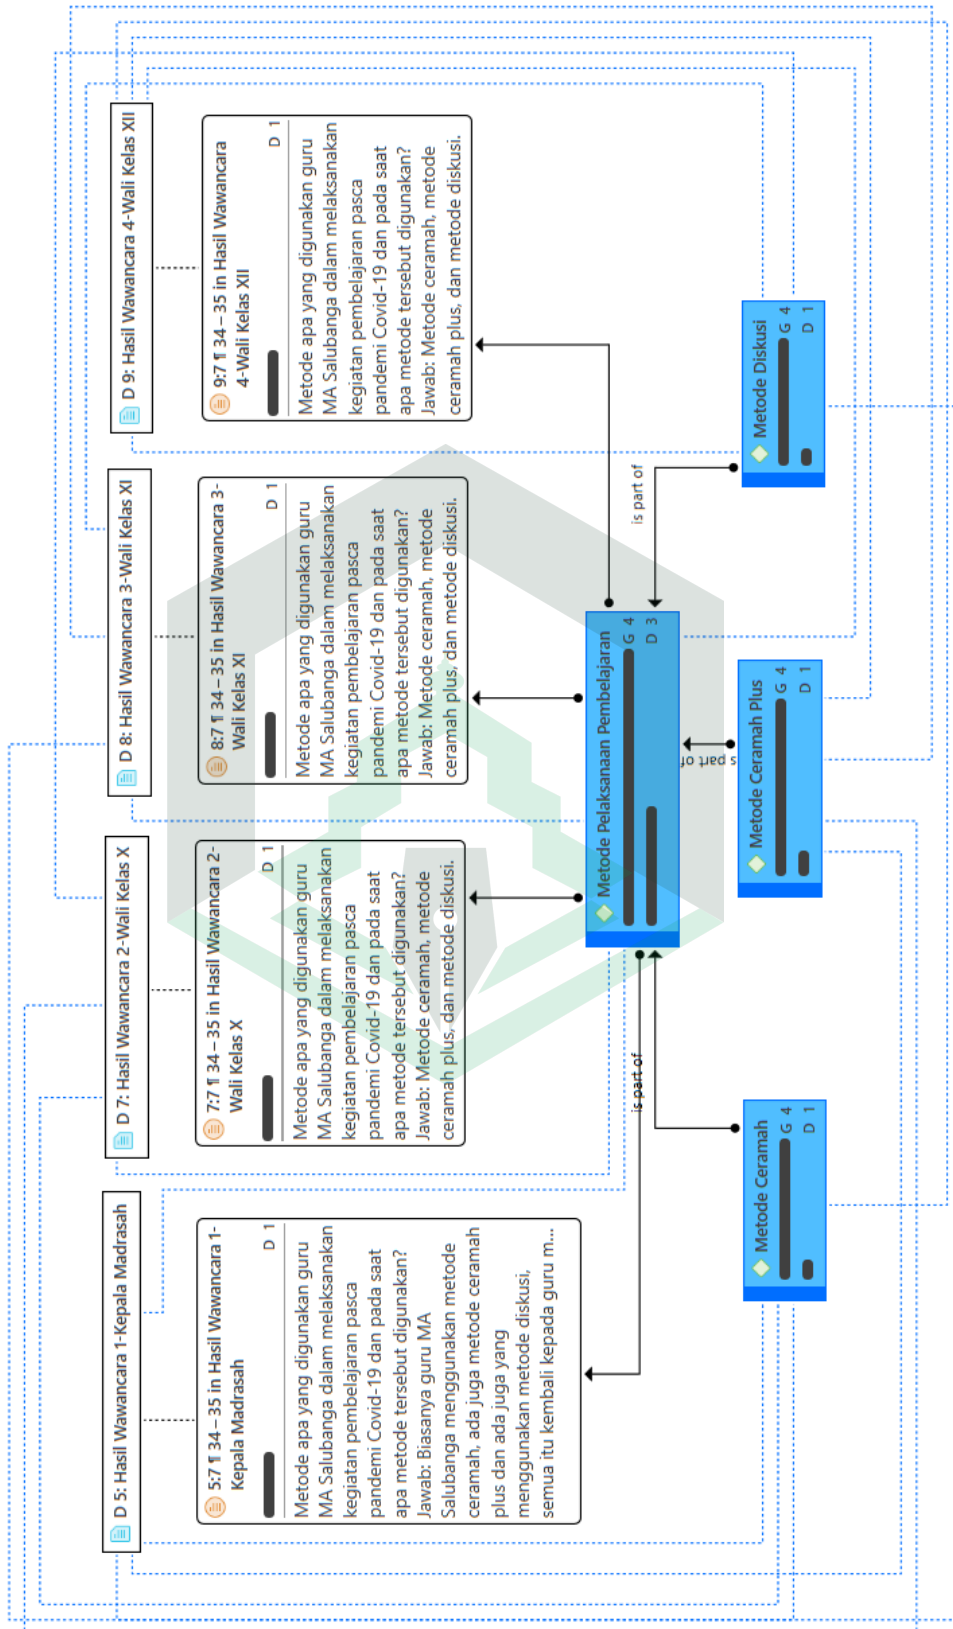 D 5: Hasil Wawancara 1-Kepala Madrasah
D 7: Hasil Wawancara 2-Wali Kelas X
D 8: Hasil Wawancara 3-Wali Kelas XI
D 9: Hasil Wawancara 4-Wali Kelas XII
5:7 ¶ 34 – 35 in Hasil Wawancara 1-
Kepala Madrasah
D 1
Metode apa yang digunakan guru
MA Salubanga dalam melaksanakan
kegiatan pembelajaran pasca
pandemi Covid-19 dan pada saat
apa metode tersebut digunakan?
Jawab: Biasanya guru MA
Salubanga menggunakan metode
ceramah, ada juga metode ceramah
plus dan ada juga yang
menggunakan metode diskusi,
semua itu kembali kepada guru m...
7:7 ¶ 34 – 35 in Hasil Wawancara 2-
Wali Kelas X
D 1
Metode apa yang digunakan guru
MA Salubanga dalam melaksanakan
kegiatan pembelajaran pasca
pandemi Covid-19 dan pada saat
apa metode tersebut digunakan?
Jawab: Metode ceramah, metode
ceramah plus, dan metode diskusi.
8:7 ¶ 34 – 35 in Hasil Wawancara 3-
Wali Kelas XI
D 1
Metode apa yang digunakan guru
MA Salubanga dalam melaksanakan
kegiatan pembelajaran pasca
pandemi Covid-19 dan pada saat
apa metode tersebut digunakan?
Jawab: Metode ceramah, metode
ceramah plus, dan metode diskusi.
9:7 ¶ 34 – 35 in Hasil Wawancara
4-Wali Kelas XII
D 1
Metode apa yang digunakan guru
MA Salubanga dalam melaksanakan
kegiatan pembelajaran pasca
pandemi Covid-19 dan pada saat
apa metode tersebut digunakan?
Jawab: Metode ceramah, metode
ceramah plus, dan metode diskusi.
Metode Pelaksanaan Pembelajaran
G 4
D 3
is part of
s part of
is part of
Metode Ceramah
G 4
D 1
Metode Ceramah Plus
G 4
D 1
Metode Diskusi
G 4
D 1